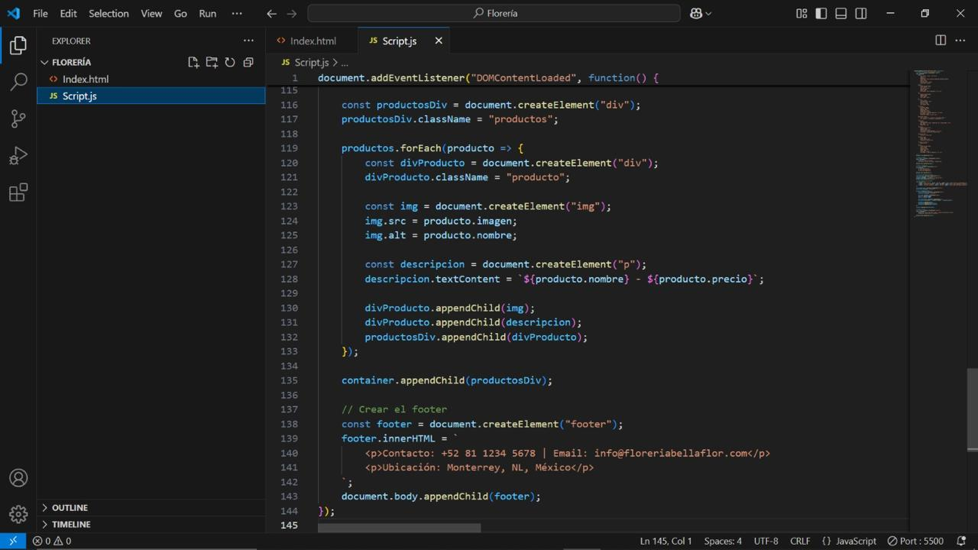 File Edit Selection View Go Run ··· Florería
EXPLORER ···
FLORERÍA
Index.html
JS Script.js
OUTLINE
TIMELINE
Index.html JS Script.js
JS Script.js > ...
1 document.addEventListener("DOMContentLoaded", function() {
115
116 const productosDiv = document.createElement("div");
117 productosDiv.className = "productos";
118
119 productos.forEach(producto => {
120 const divProducto = document.createElement("div");
121 divProducto.className = "producto";
122
123 const img = document.createElement("img");
124 img.src = producto.imagen;
125 img.alt = producto.nombre;
126
127 const descripcion = document.createElement("p");
128 descripcion.textContent = `${producto.nombre} - ${producto.precio}`;
129
130 divProducto.appendChild(img);
131 divProducto.appendChild(descripcion);
132 productosDiv.appendChild(divProducto);
133 });
134
135 container.appendChild(productosDiv);
136
137 // Crear el footer
138 const footer = document.createElement("footer");
139 footer.innerHTML = `
140 <p>Contacto: +52 81 1234 5678 | Email: info@floreriabellaflor.com</p>
141 <p>Ubicación: Monterrey, NL, México</p>
142 `;
143 document.body.appendChild(footer);
144 });
145
0 0 Ln 145, Col 1 Spaces: 4 UTF-8 CRLF {} JavaScript Port : 5500